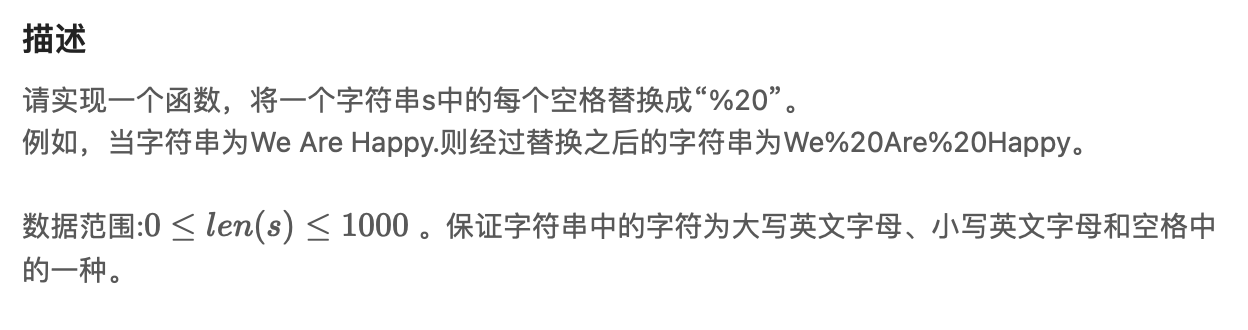 描述
请实现一个函数，将一个字符串s中的每个空格替换成“%20”。
例如，当字符串为We Are Happy.则经过替换之后的字符串为We%20Are%20Happy。
数据范围:0 ≤ len(s) ≤ 1000 。保证字符串中的字符为大写英文字母、小写英文字母和空格中
的一种。